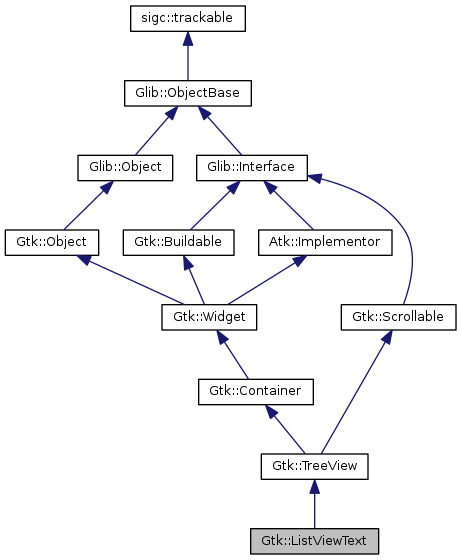 sigc::trackable
Glib::ObjectBase
Glib::Object
Glib::Interface
Gtk::Object
Gtk::Buildable
Atk::Implementor
Gtk::Widget
Gtk::Scrollable
Gtk::Container
Gtk::TreeView
Gtk::ListViewText